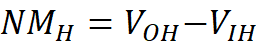 NM_H = V_OH − V_IH